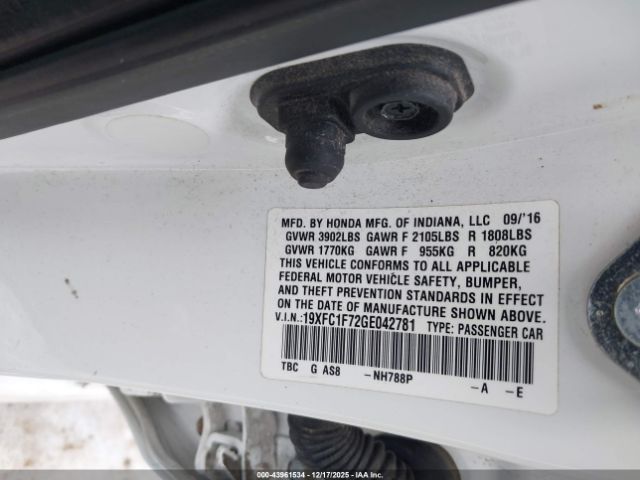 MFD. BY HONDA MFG. OF INDIANA, LLC 09/'16
GVWR 3902LBS GAWR F 2105LBS R 1808LBS
GVWR 1770KG GAWR F 955KG R 820KG
THIS VEHICLE CONFORMS TO ALL APPLICABLE
FEDERAL MOTOR VEHICLE SAFETY, BUMPER,
AND THEFT PREVENTION STANDARDS IN EFFECT
ON THE DATE OF MANUFACTURE SHOWN ABOVE.
V.I.N.:19XFC1F72GE042781 TYPE: PASSENGER CAR
TBC G AS8 -NH788P -A -E
000-43961534 — 12/17/2025 — IAAI.COM